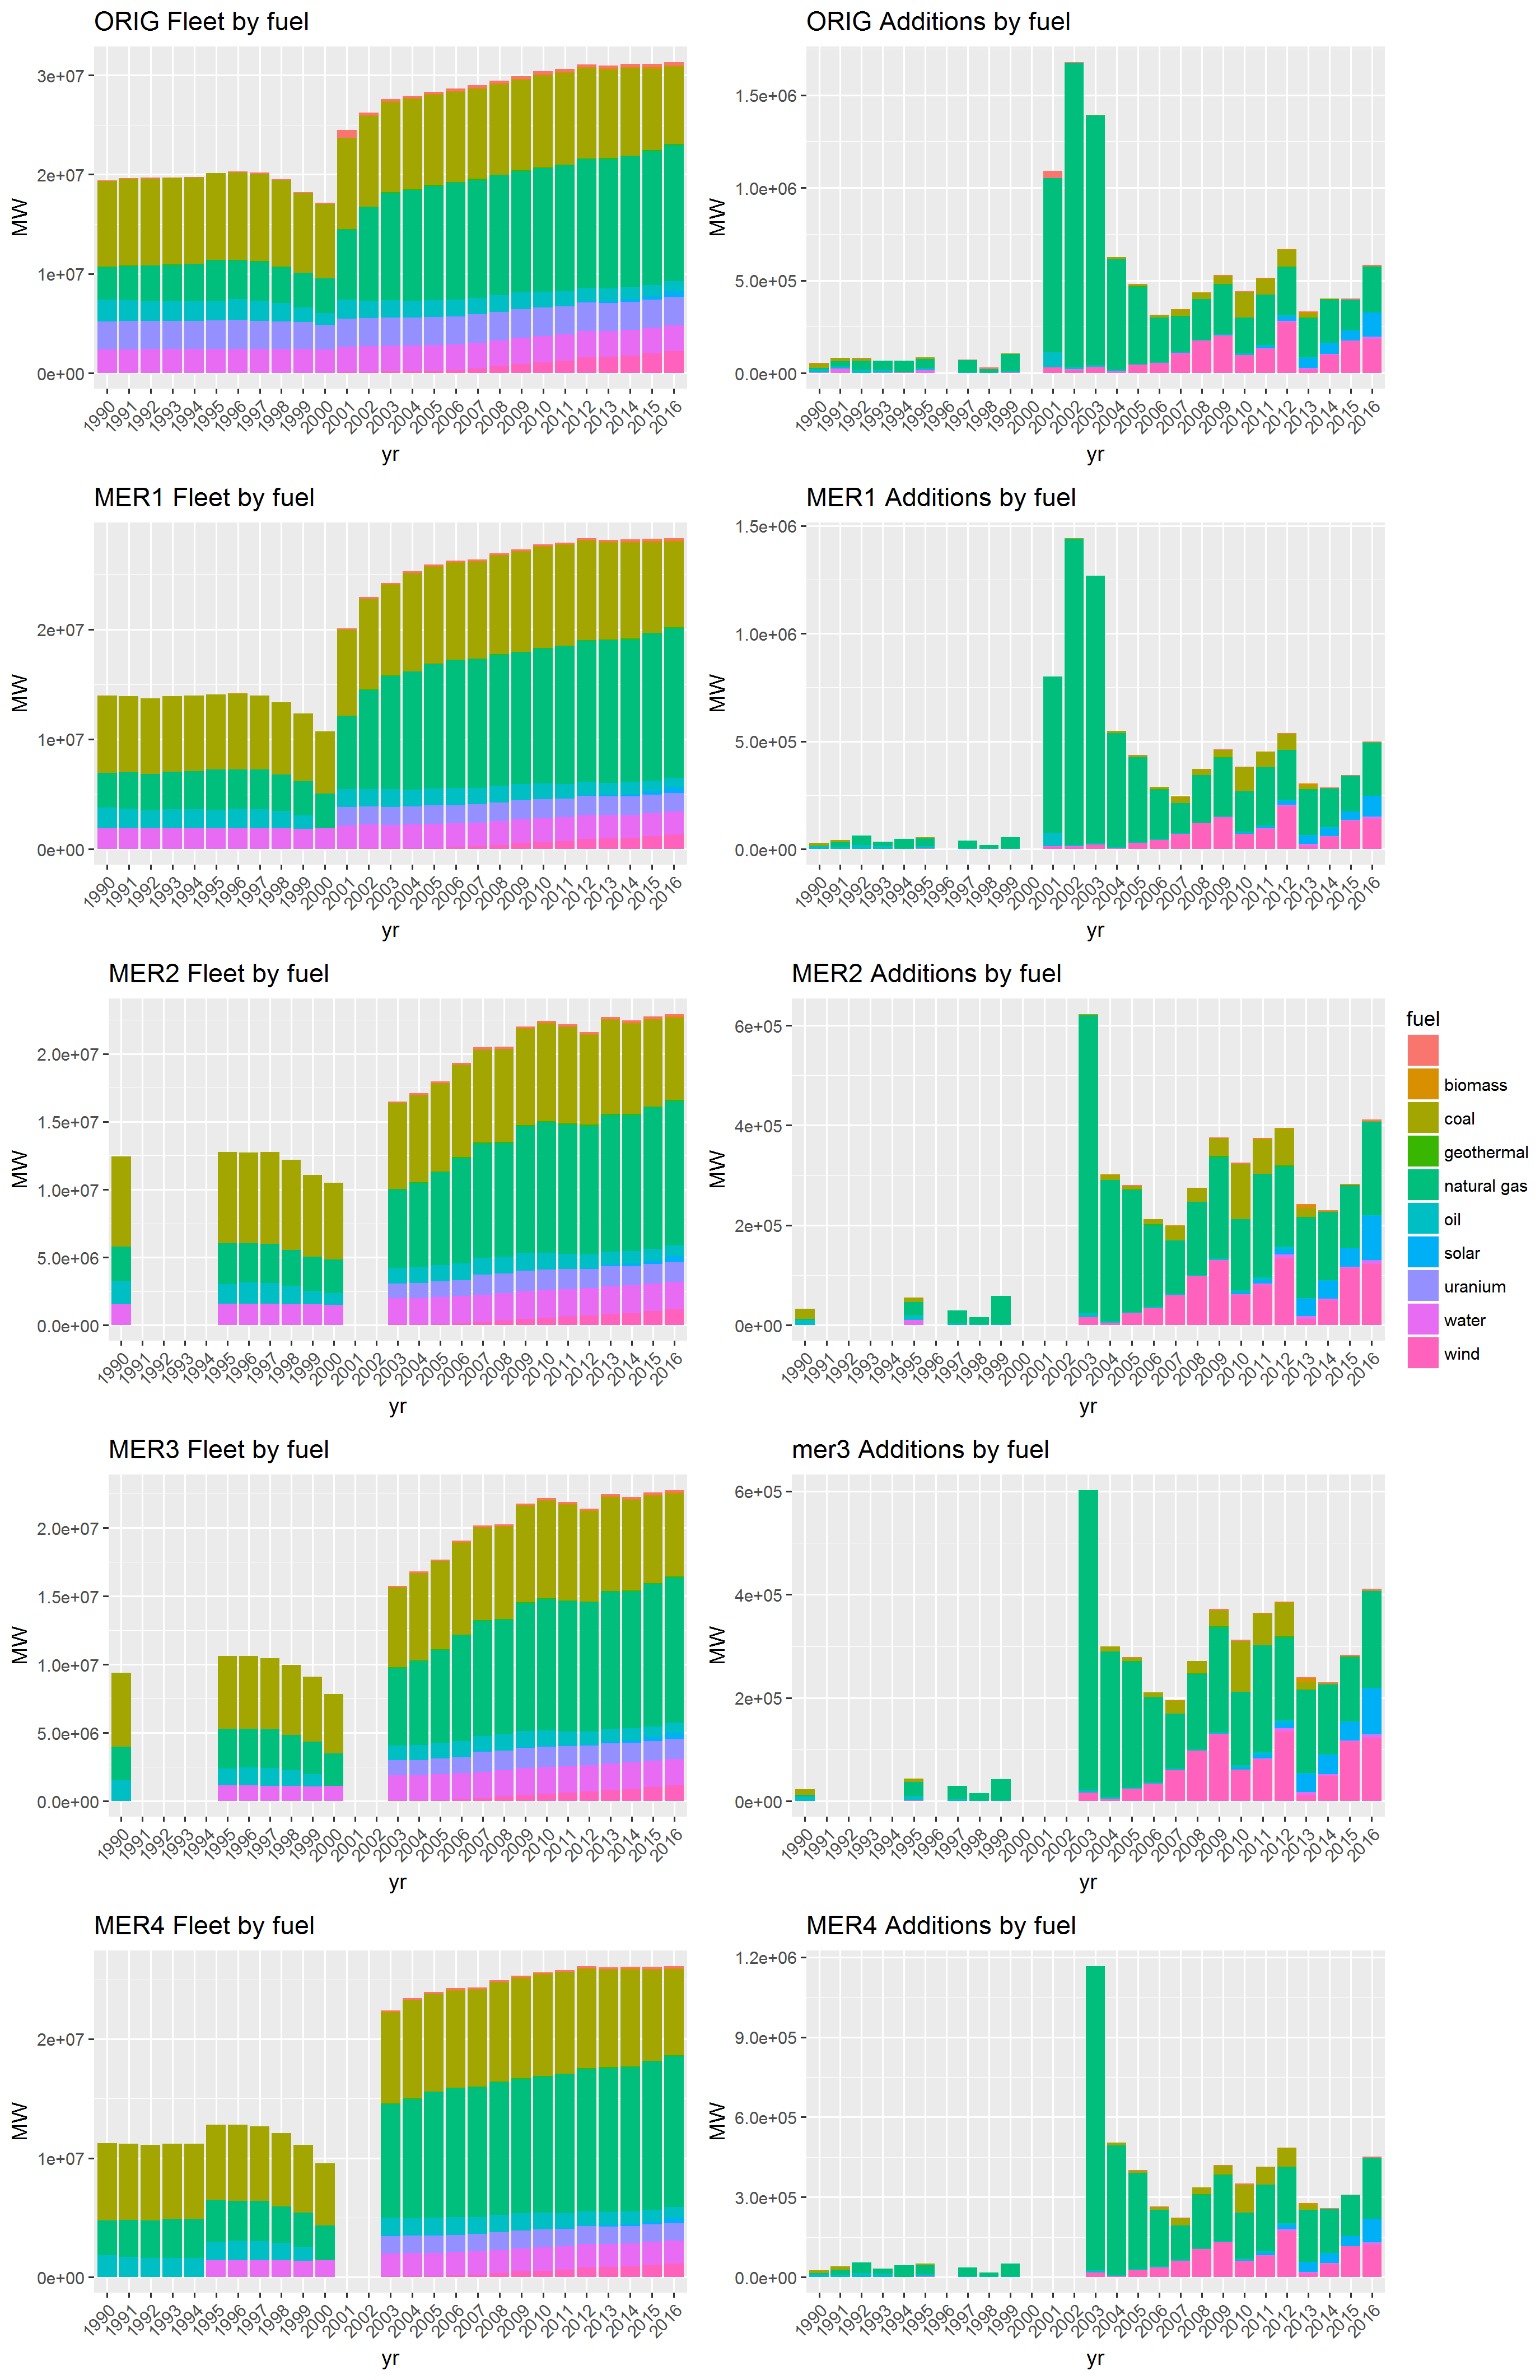 ORIG Fleet by fuel
MW
3e+07
2e+07
1e+07
0e+00
1990 1991 1992 1993 1994 1995 1996 1997 1998 1999 2000 2001 2002 2003 2004 2005 2006 2007 2008 2009 2010 2011 2012 2013 2014 2015 2016
yr
ORIG Additions by fuel
MW
1.5e+06
1.0e+06
5.0e+05
0.0e+00
1990 1991 1992 1993 1994 1995 1996 1997 1998 1999 2000 2001 2002 2003 2004 2005 2006 2007 2008 2009 2010 2011 2012 2013 2014 2015 2016
yr
MER1 Fleet by fuel
MW
2e+07
1e+07
0e+00
1990 1991 1992 1993 1994 1995 1996 1997 1998 1999 2000 2001 2002 2003 2004 2005 2006 2007 2008 2009 2010 2011 2012 2013 2014 2015 2016
yr
MER1 Additions by fuel
MW
1.5e+06
1.0e+06
5.0e+05
0.0e+00
1990 1991 1992 1993 1994 1995 1996 1997 1998 1999 2000 2001 2002 2003 2004 2005 2006 2007 2008 2009 2010 2011 2012 2013 2014 2015 2016
yr
MER2 Fleet by fuel
MW
2.0e+07
1.5e+07
1.0e+07
5.0e+06
0.0e+00
1990 1991 1992 1993 1994 1995 1996 1997 1998 1999 2000 2001 2002 2003 2004 2005 2006 2007 2008 2009 2010 2011 2012 2013 2014 2015 2016
yr
MER2 Additions by fuel
MW
6e+05
4e+05
2e+05
0e+00
1990 1991 1992 1993 1994 1995 1996 1997 1998 1999 2000 2001 2002 2003 2004 2005 2006 2007 2008 2009 2010 2011 2012 2013 2014 2015 2016
yr
fuel
biomass
coal
geothermal
natural gas
oil
solar
uranium
water
wind
MER3 Fleet by fuel
MW
2.0e+07
1.5e+07
1.0e+07
5.0e+06
0.0e+00
1990 1991 1992 1993 1994 1995 1996 1997 1998 1999 2000 2001 2002 2003 2004 2005 2006 2007 2008 2009 2010 2011 2012 2013 2014 2015 2016
yr
mer3 Additions by fuel
MW
6e+05
4e+05
2e+05
0e+00
1990 1991 1992 1993 1994 1995 1996 1997 1998 1999 2000 2001 2002 2003 2004 2005 2006 2007 2008 2009 2010 2011 2012 2013 2014 2015 2016
yr
MER4 Fleet by fuel
MW
2e+07
1e+07
0e+00
1990 1991 1992 1993 1994 1995 1996 1997 1998 1999 2000 2001 2002 2003 2004 2005 2006 2007 2008 2009 2010 2011 2012 2013 2014 2015 2016
yr
MER4 Additions by fuel
MW
1.2e+06
9.0e+05
6.0e+05
3.0e+05
0.0e+00
1990 1991 1992 1993 1994 1995 1996 1997 1998 1999 2000 2001 2002 2003 2004 2005 2006 2007 2008 2009 2010 2011 2012 2013 2014 2015 2016
yr